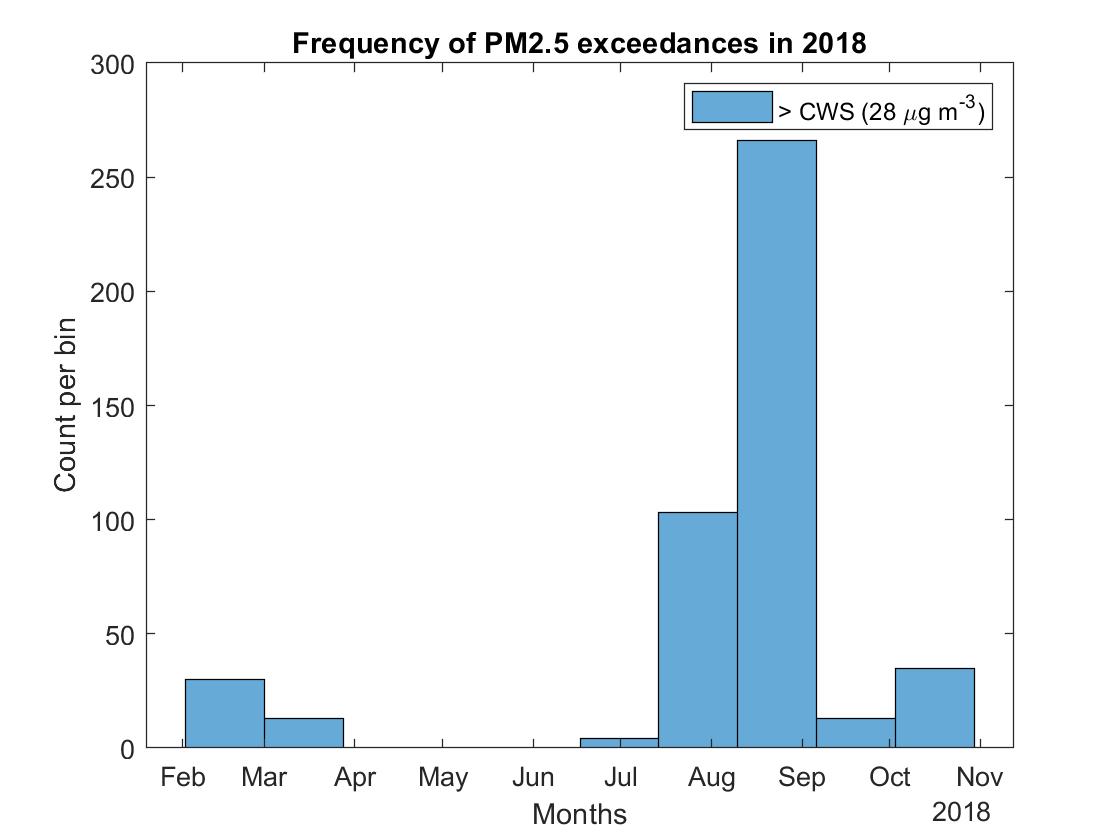 Frequency of PM2.5 exceedances in 2018
> CWS (28 μg m⁻³)
300
250
200
150
100
50
0
Count per bin
Feb Mar Apr May Jun Jul Aug Sep Oct Nov
Months
2018